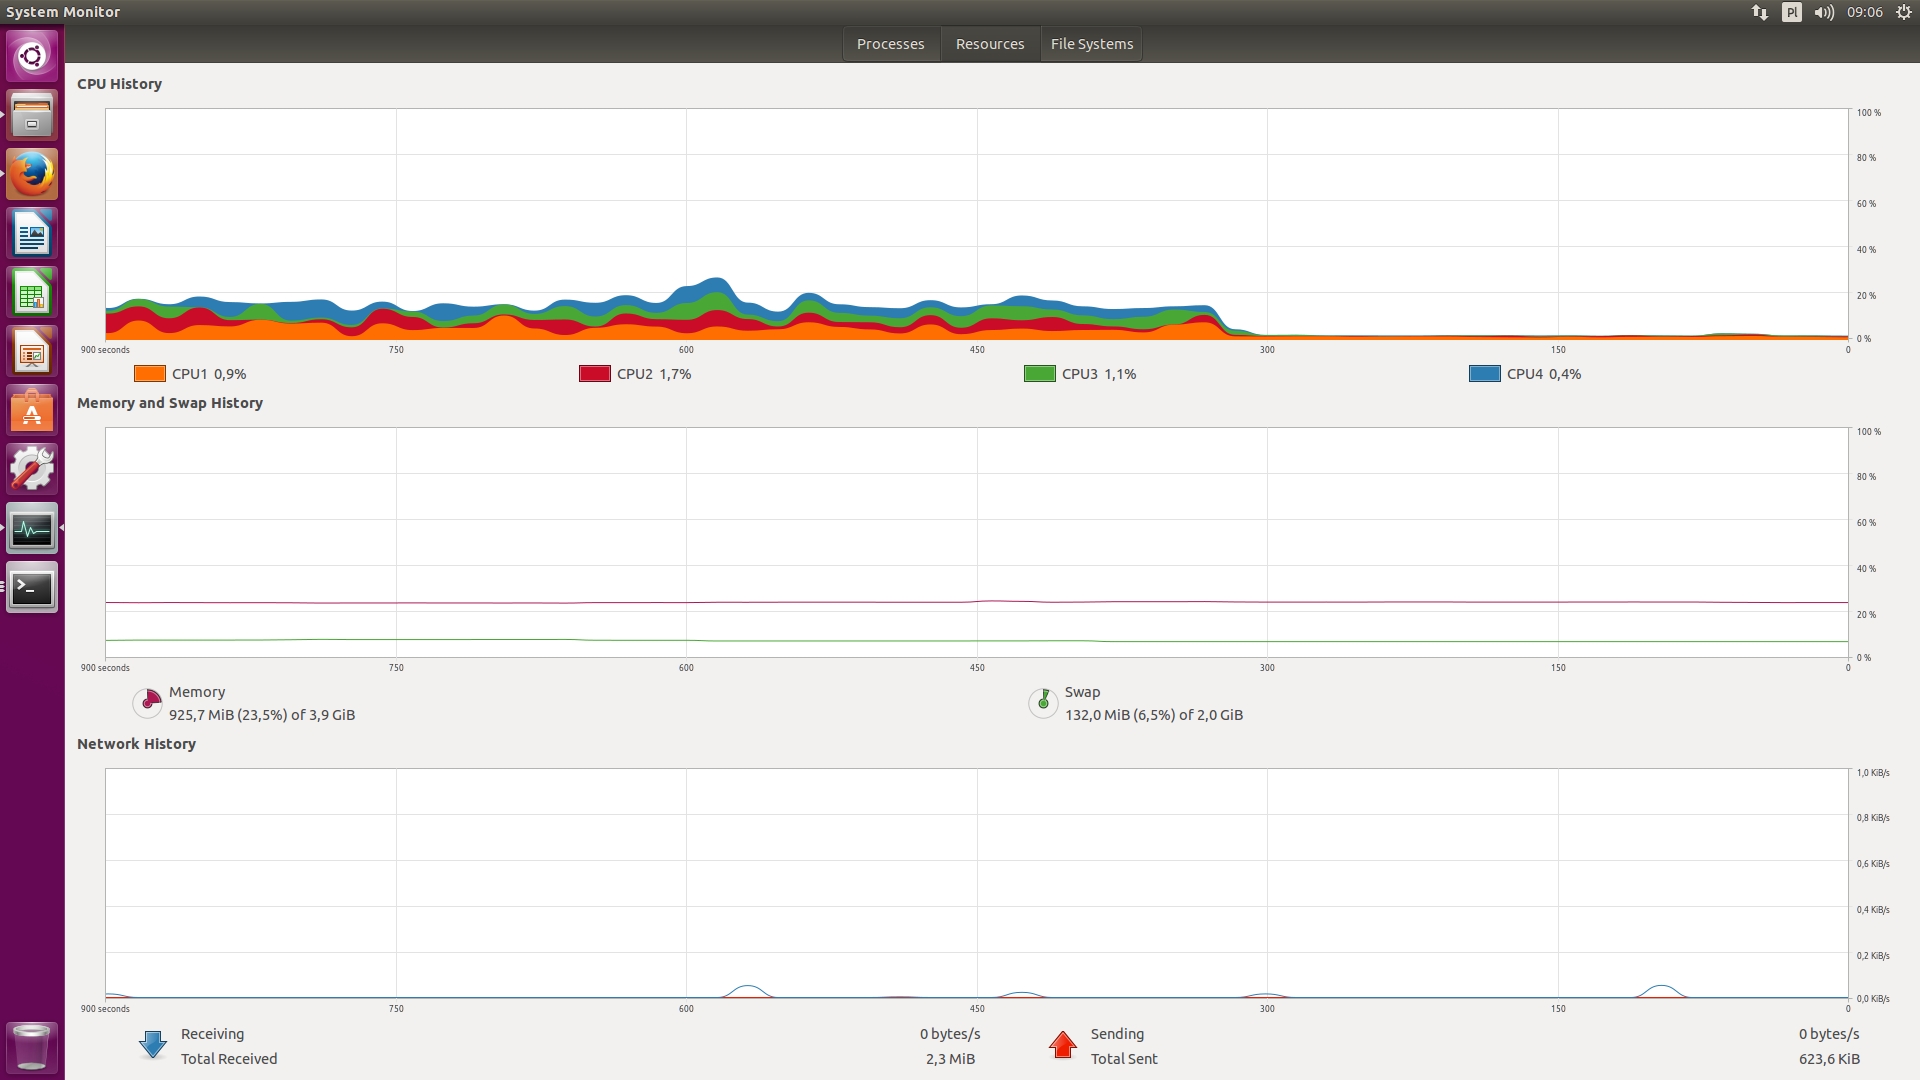 System Monitor
Pl
09:06
Processes Resources File Systems
CPU History
100 %
80 %
60 %
40 %
20 %
0 %
900 seconds 750 600 450 300 150 0
CPU1 0,9% CPU2 1,7% CPU3 1,1% CPU4 0,4%
Memory and Swap History
100 %
80 %
60 %
40 %
20 %
0 %
900 seconds 750 600 450 300 150 0
Memory
925,7 MiB (23,5%) of 3,9 GiB
Swap
132,0 MiB (6,5%) of 2,0 GiB
Network History
1,0 KiB/s
0,8 KiB/s
0,6 KiB/s
0,4 KiB/s
0,2 KiB/s
0,0 KiB/s
900 seconds 750 600 450 300 150 0
Receiving 0 bytes/s Sending 0 bytes/s
Total Received 2,3 MiB Total Sent 623,6 KiB